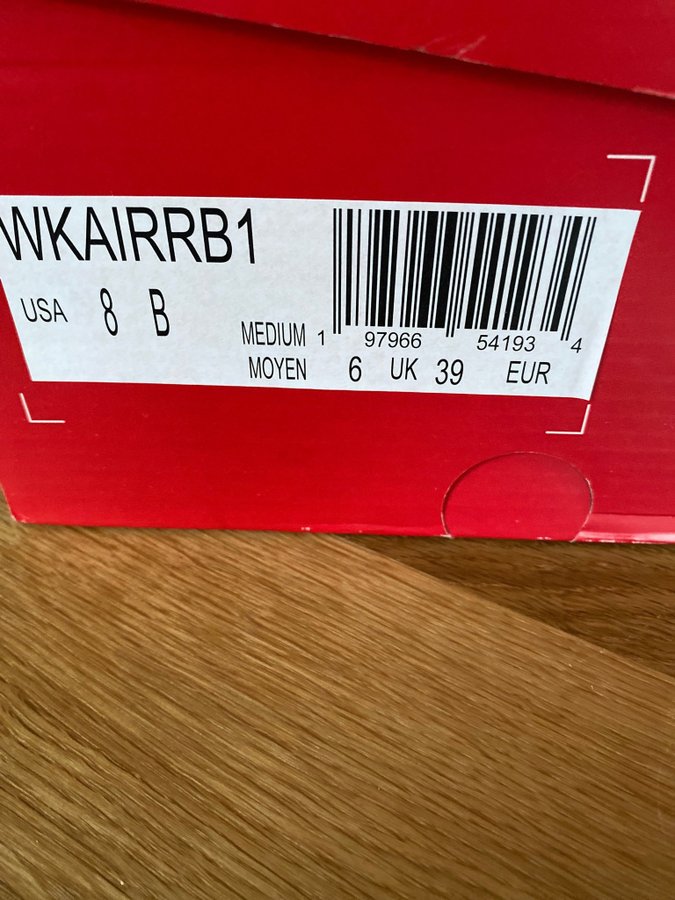 WKAIRRB1
USA 8 B
MEDIUM 1 97966 54193 4
MOYEN 6 UK 39 EUR